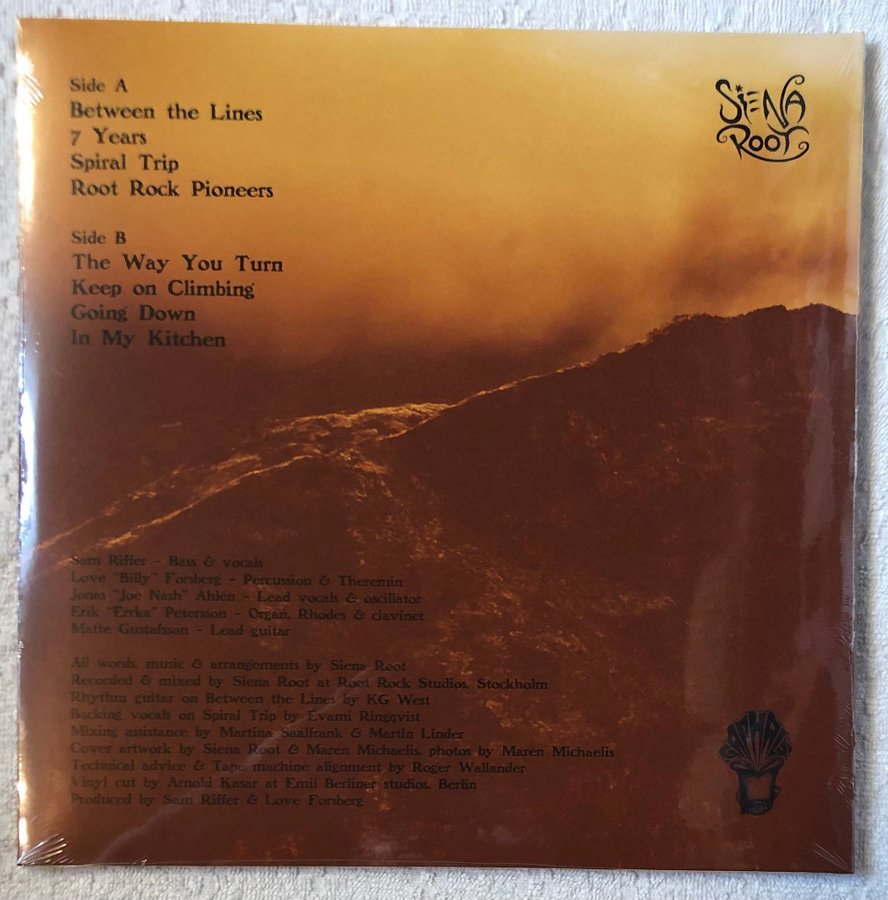 Side A
Between the Lines
7 Years
Spiral Trip
Root Rock Pioneers
SiENA
ROOT
Side B
The Way You Turn
Keep on Climbing
Going Down
In My Kitchen
Sam Riffer - Bass & vocals
Love "Billy" Forsberg - Percussion & Theremin
Jonas "Joe Nash" Åhlén - Lead vocals & oscillator
Erik "Errka" Petersson - Organ, Rhodes & clavinet
Matte Gustafsson - Lead guitar
All words, music & arrangements by Siena Root
Recorded & mixed by Siena Root at Root Rock Studios, Stockholm
Rhythm guitar on Between the Lines by KG West
Backing vocals on Spiral Trip by Evami Ringqvist
Mixing assistance by Martina Saalfrank & Martin Linder
Cover artwork by Siena Root & Maren Michaelis, photos by Maren Michaelis
Technical advice & Tape machine alignment by Roger Wallander
Vinyl cut by Arnold Kasar at Emil Berliner studios, Berlin
Produced by Sam Riffer & Love Forsberg